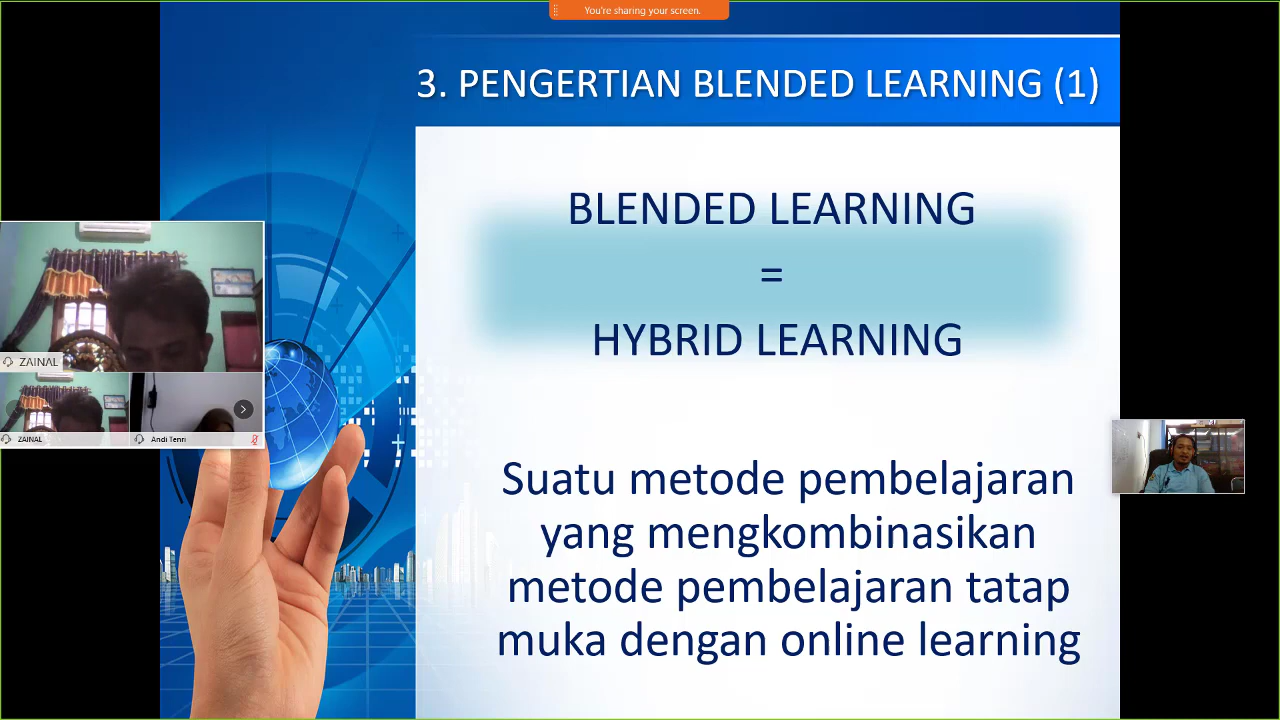 You're sharing your screen.
3. PENGERTIAN BLENDED LEARNING (1)
BLENDED LEARNING
=
HYBRID LEARNING
Suatu metode pembelajaran
yang mengkombinasikan
metode pembelajaran tatap
muka dengan online learning
ZAINAL
ZAINAL
Andi Tenri